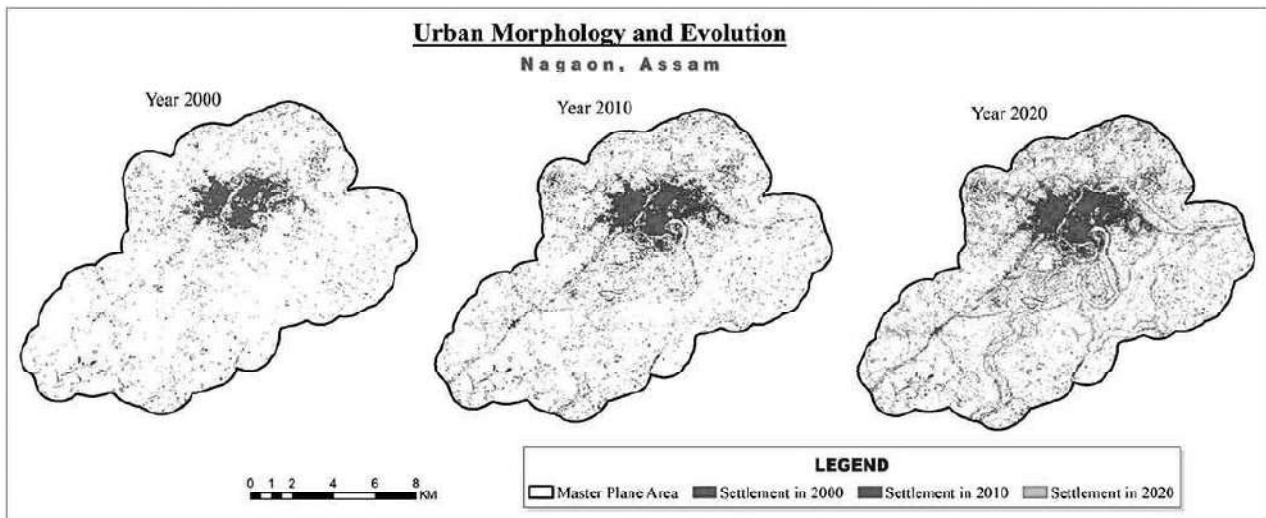 Urban Morphology and Evolution
Nagaon, Assam
Year 2000
Year 2010
Year 2020
0 1 2 4 6 8
KM
LEGEND
Master Plane Area Settlement in 2000 Settlement in 2010 Settlement in 2020